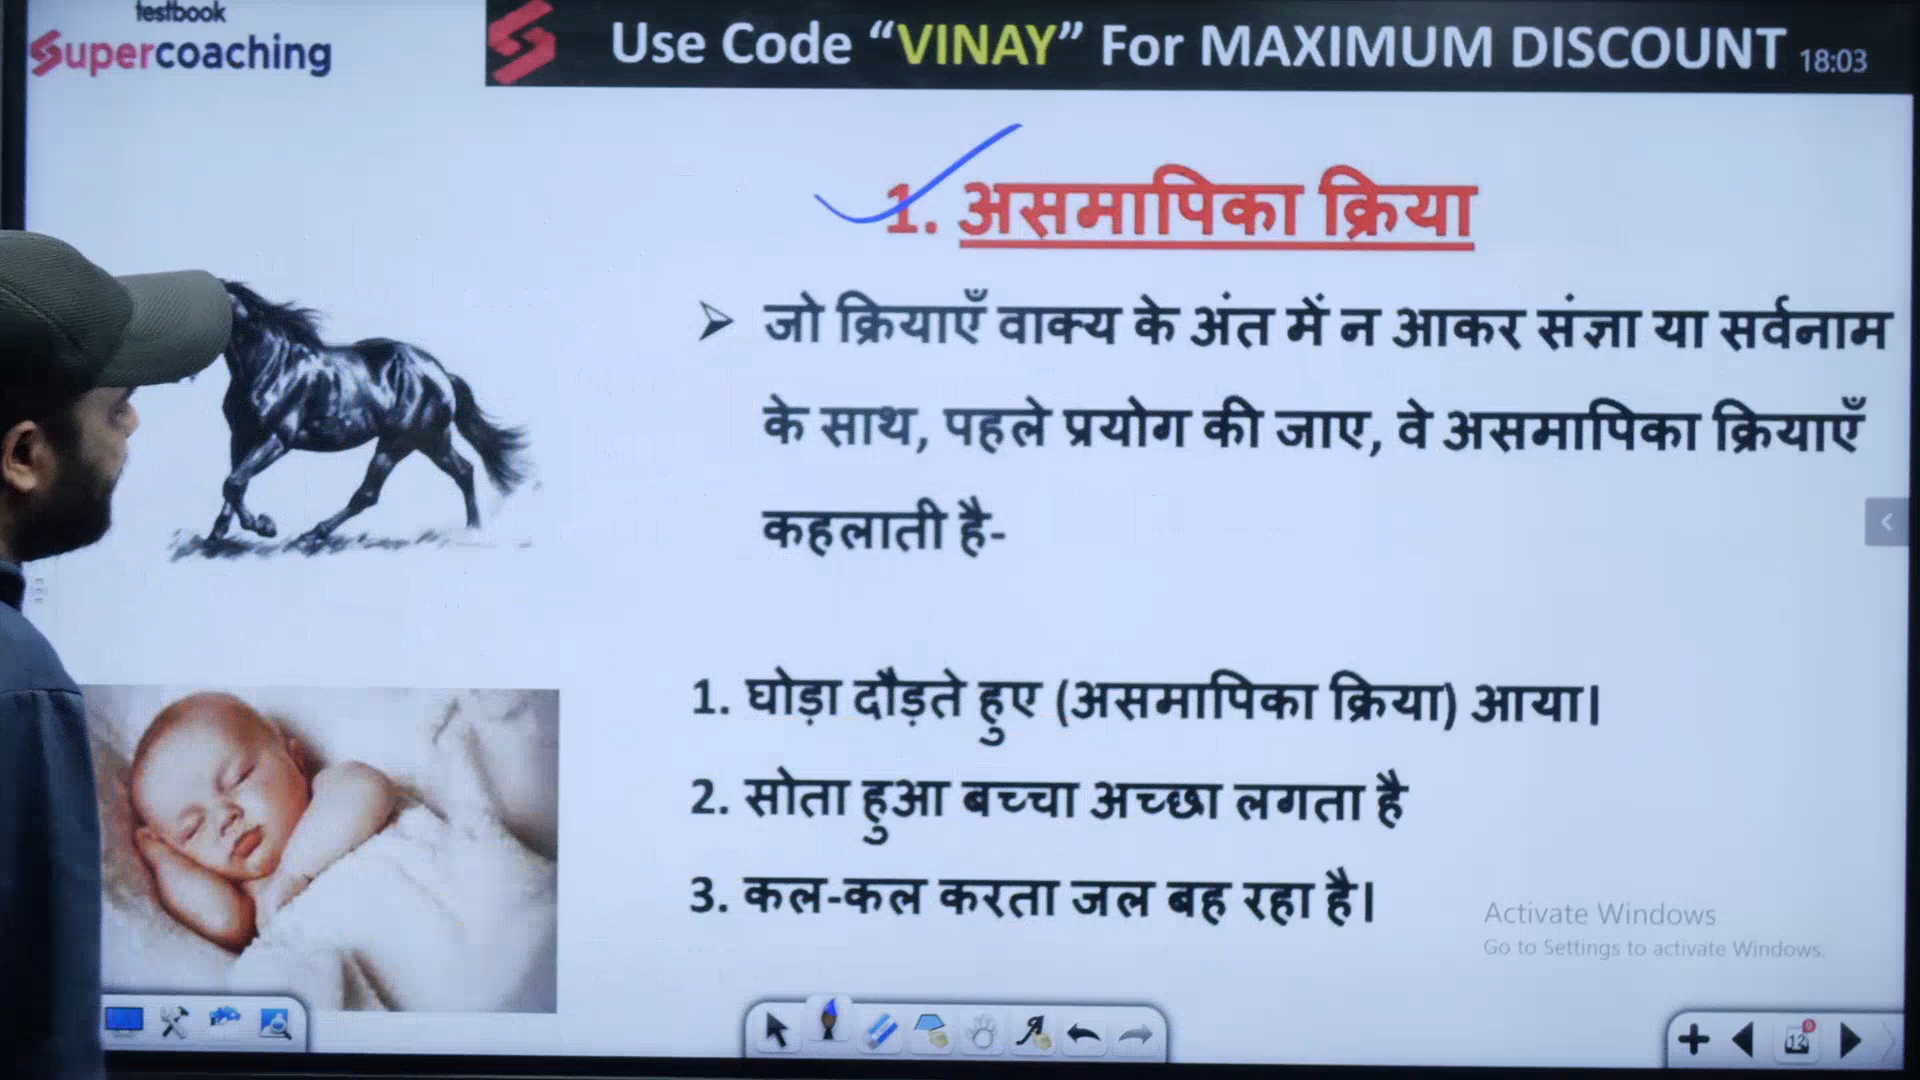 testbook
Supercoaching
Use Code “VINAY” For MAXIMUM DISCOUNT 18:03
1. असमापिका क्रिया
जो क्रियाएँ वाक्य के अंत में न आकर संज्ञा या सर्वनाम
के साथ, पहले प्रयोग की जाए, वे असमापिका क्रियाएँ
कहलाती है-
1. घोड़ा दौड़ते हुए (असमापिका क्रिया) आया।
2. सोता हुआ बच्चा अच्छा लगता है
3. कल-कल करता जल बह रहा है।
Activate Windows
Go to Settings to activate Windows.
12